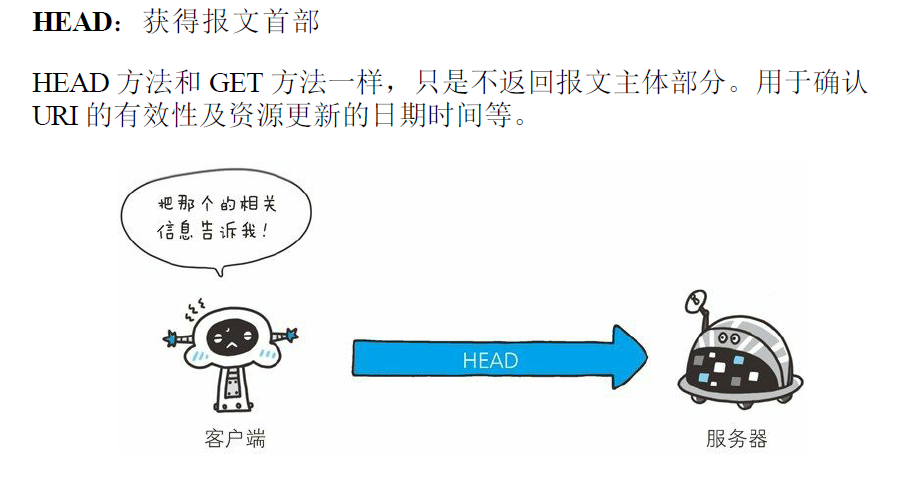 HEAD：获得报文首部
HEAD 方法和 GET 方法一样，只是不返回报文主体部分。用于确认
URI 的有效性及资源更新的日期时间等。
把那个的相关
信息告诉我！
HEAD
客户端
服务器